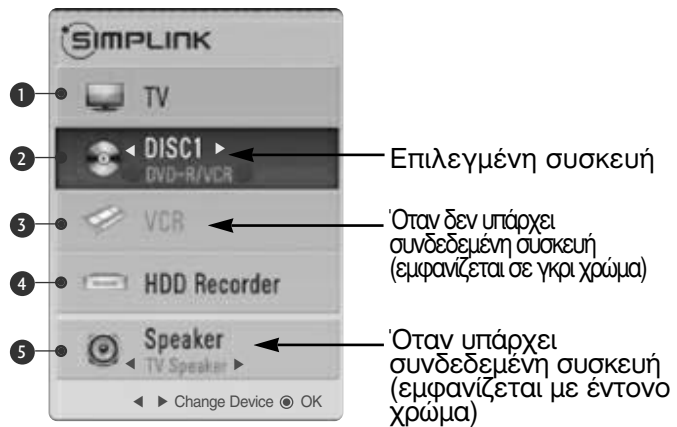 SIMPLINK
1 TV
2 ◄ DISC1 ► Επιλεγμένη συσκευή
DVD-R/VCR
3 VCR Όταν δεν υπάρχει
συνδεδεμένη συσκευή
(εμφανίζεται σε γκρι χρώμα)
4 HDD Recorder
5 Speaker Όταν υπάρχει
◄ TV Speaker ► συνδεδεμένη συσκευή
(εμφανίζεται με έντονο
χρώμα)
◄ ► Change Device ◉ OK